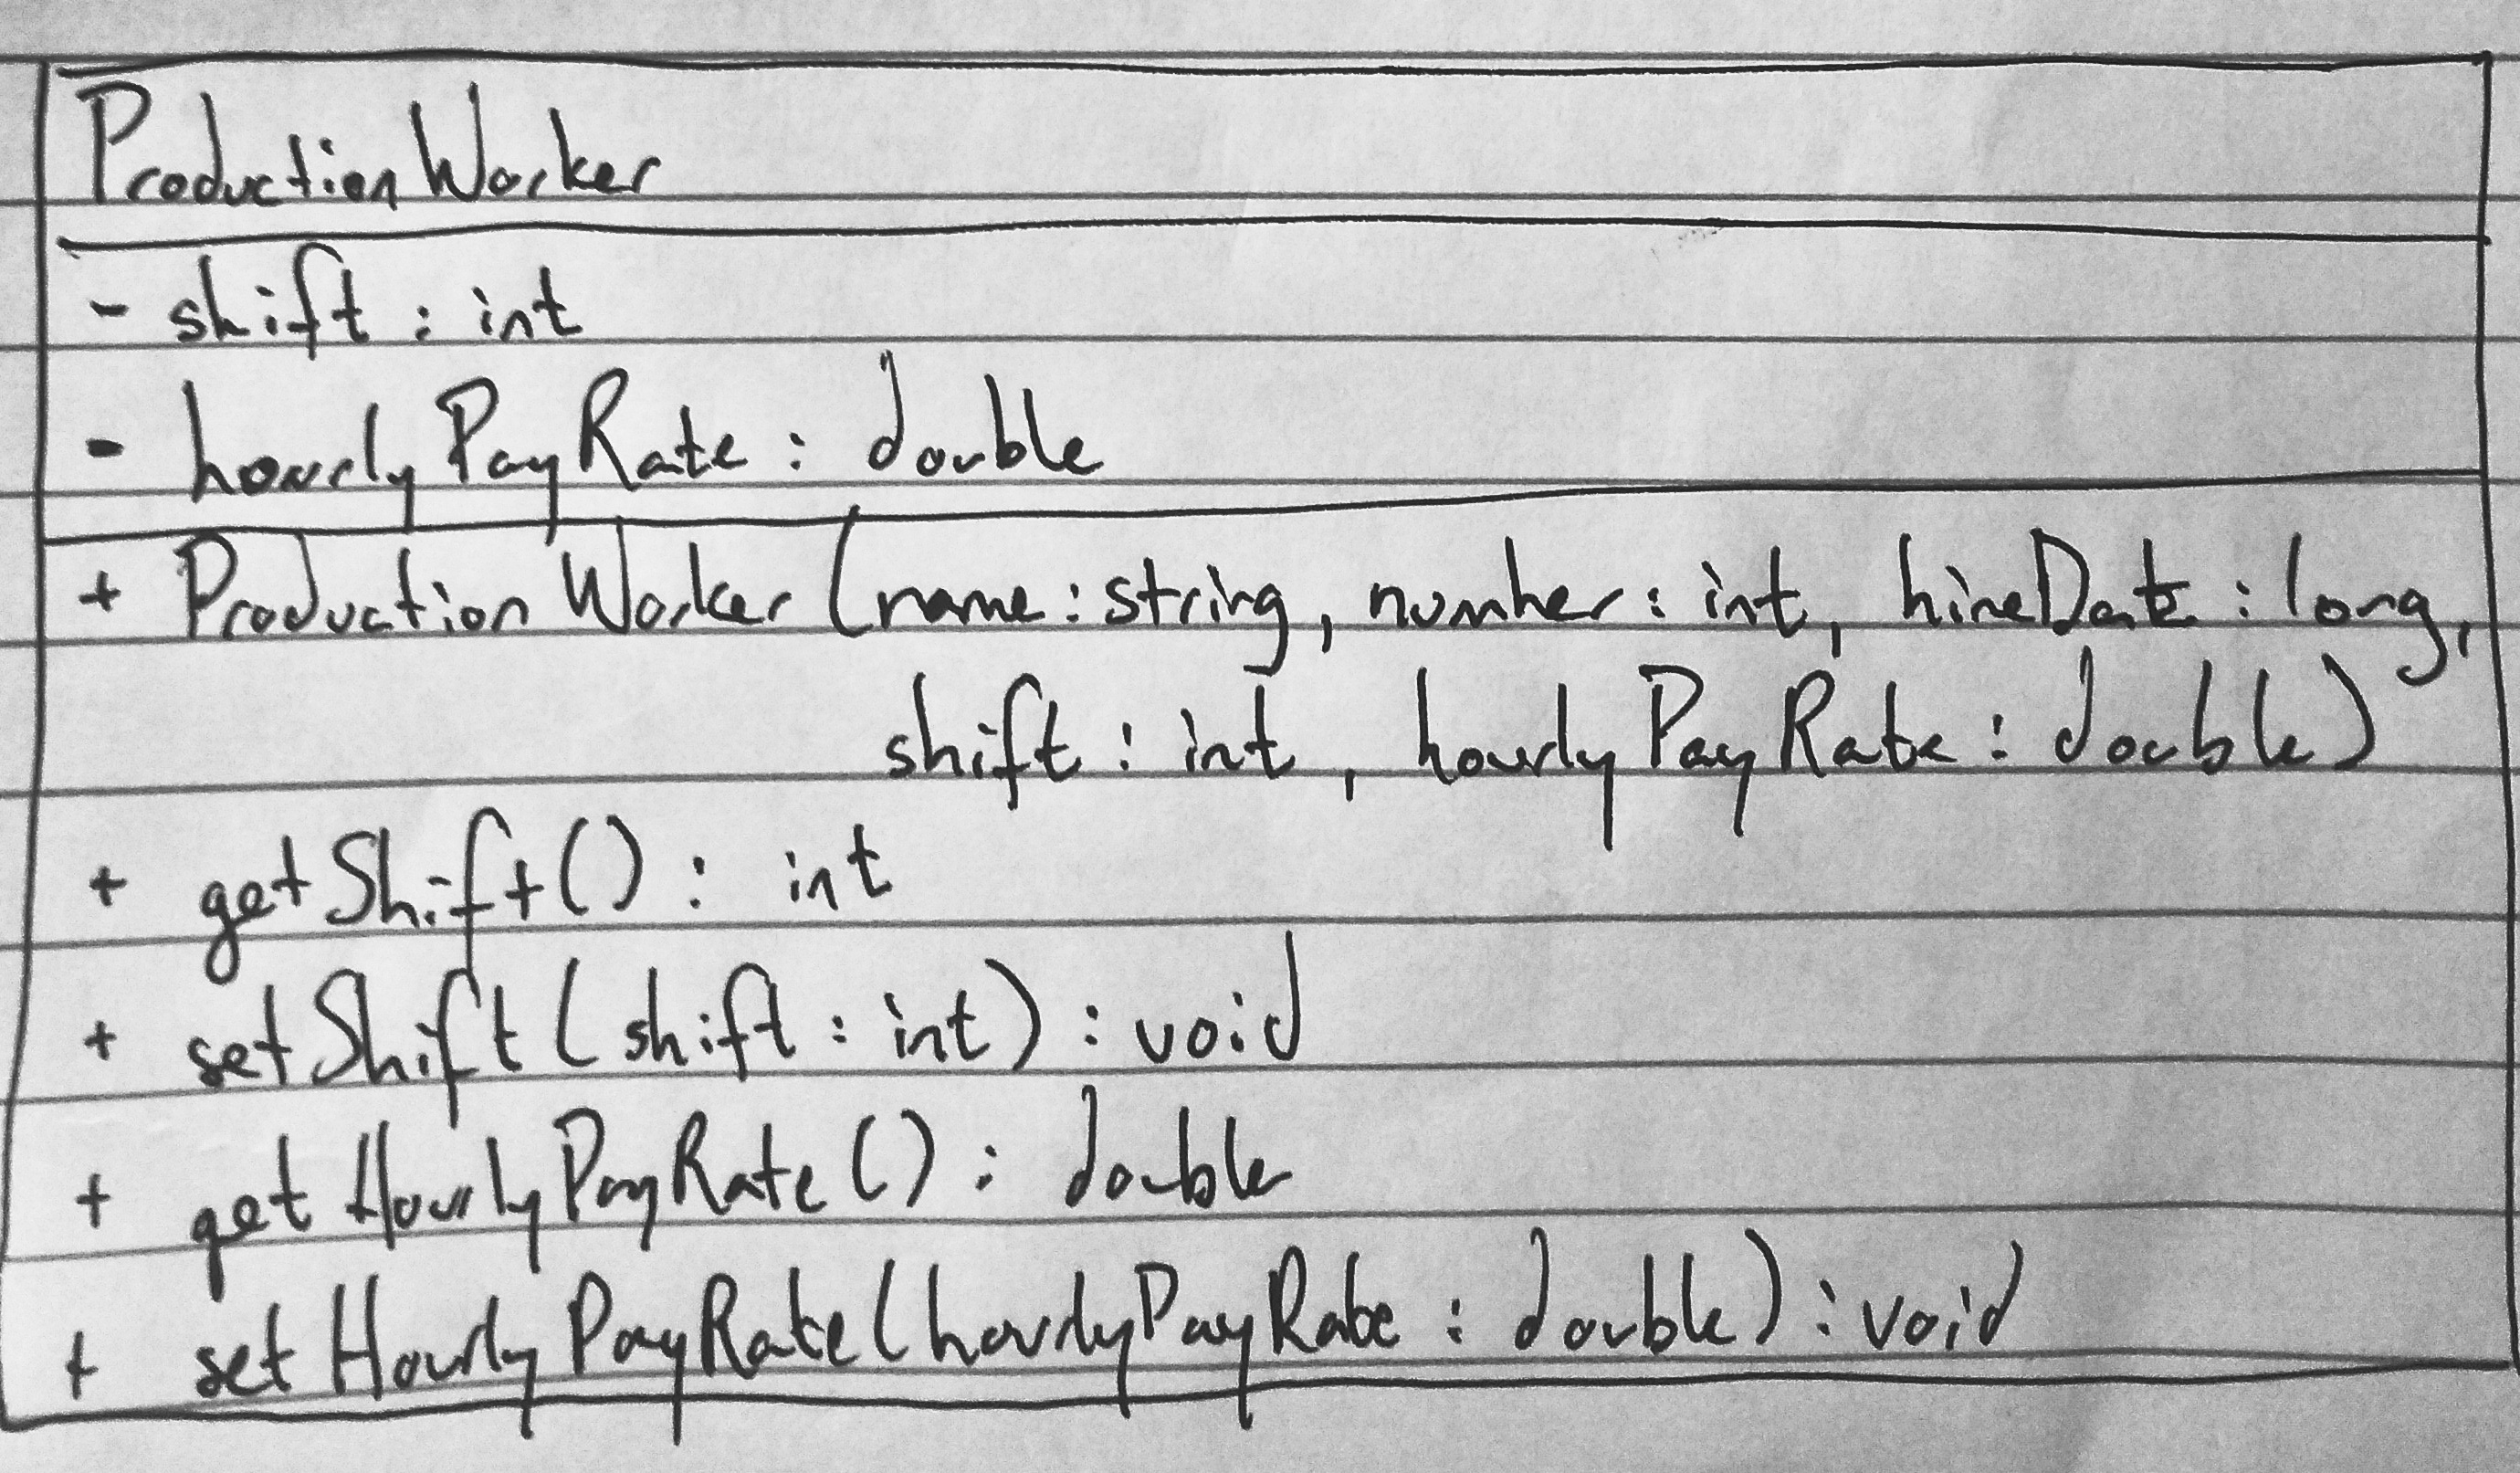 ProductionWorker
- shift : int
- hourlyPayRate : double
+ ProductionWorker (name : string, number : int, hireDate : long,
shift : int, hourlyPayRate : double)
+ getShift() : int
+ setShift (shift : int) : void
+ getHourlyPayRate() : double
+ setHourlyPayRate(hourlyPayRate : double) : void